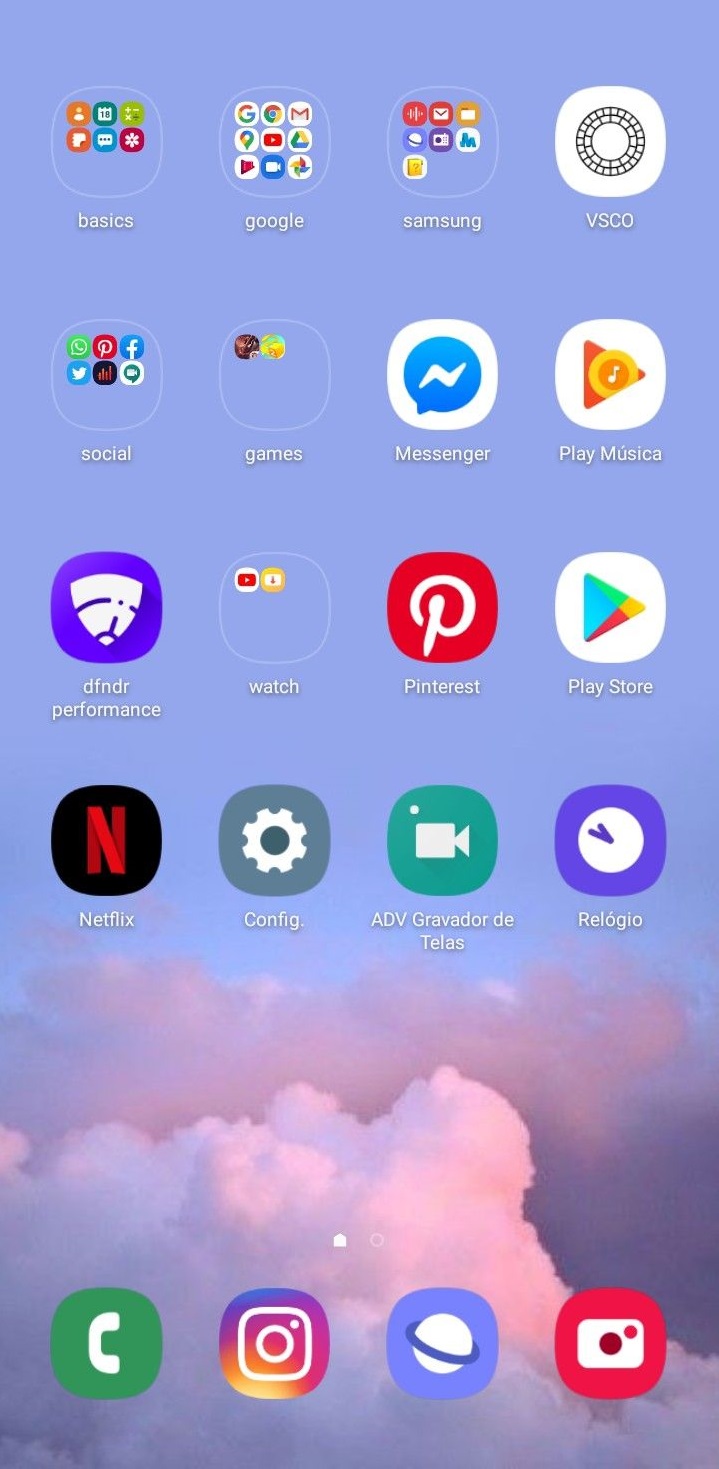 basics
google
samsung
VSCO
social
games
Messenger
Play Música
dfndr
performance
watch
Pinterest
Play Store
Netflix
Config.
ADV Gravador de
Telas
Relógio